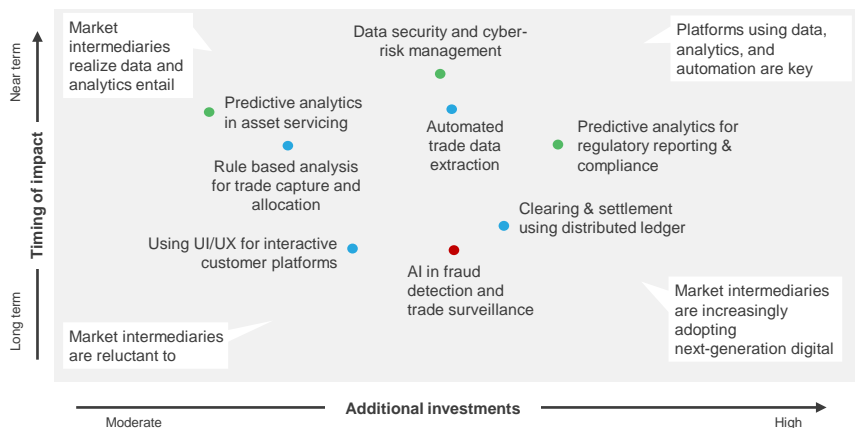 Market
intermediaries
realize data and
analytics entail
Data security and cyber-
risk management
Platforms using data,
analytics, and
automation are key
Near term
Timing of impact
Long term
Predictive analytics
in asset servicing
Automated
trade data
extraction
Predictive analytics for
regulatory reporting &
compliance
Rule based analysis
for trade capture and
allocation
Clearing & settlement
using distributed ledger
Using UI/UX for interactive
customer platforms
AI in fraud
detection and
trade surveillance
Market intermediaries
are increasingly
adopting
next-generation digital
Market intermediaries
are reluctant to
Additional investments
Moderate
High